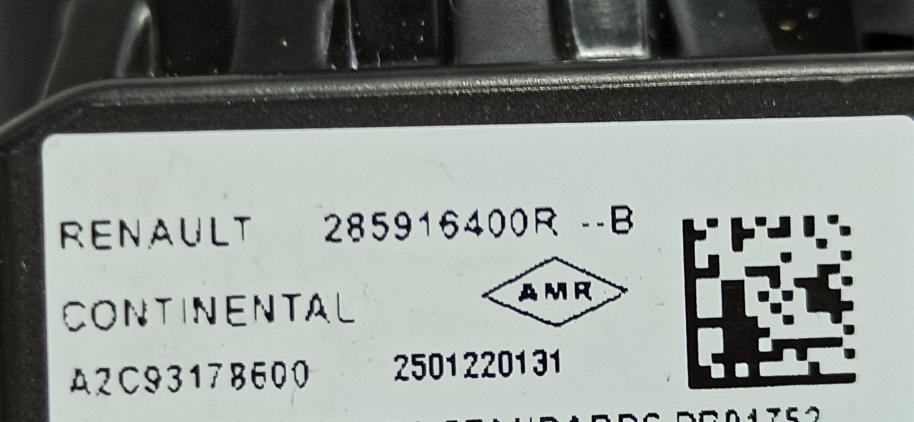 RENAULT 285916400R --B
CONTINENTAL AMR
A2C93178600 2501220131